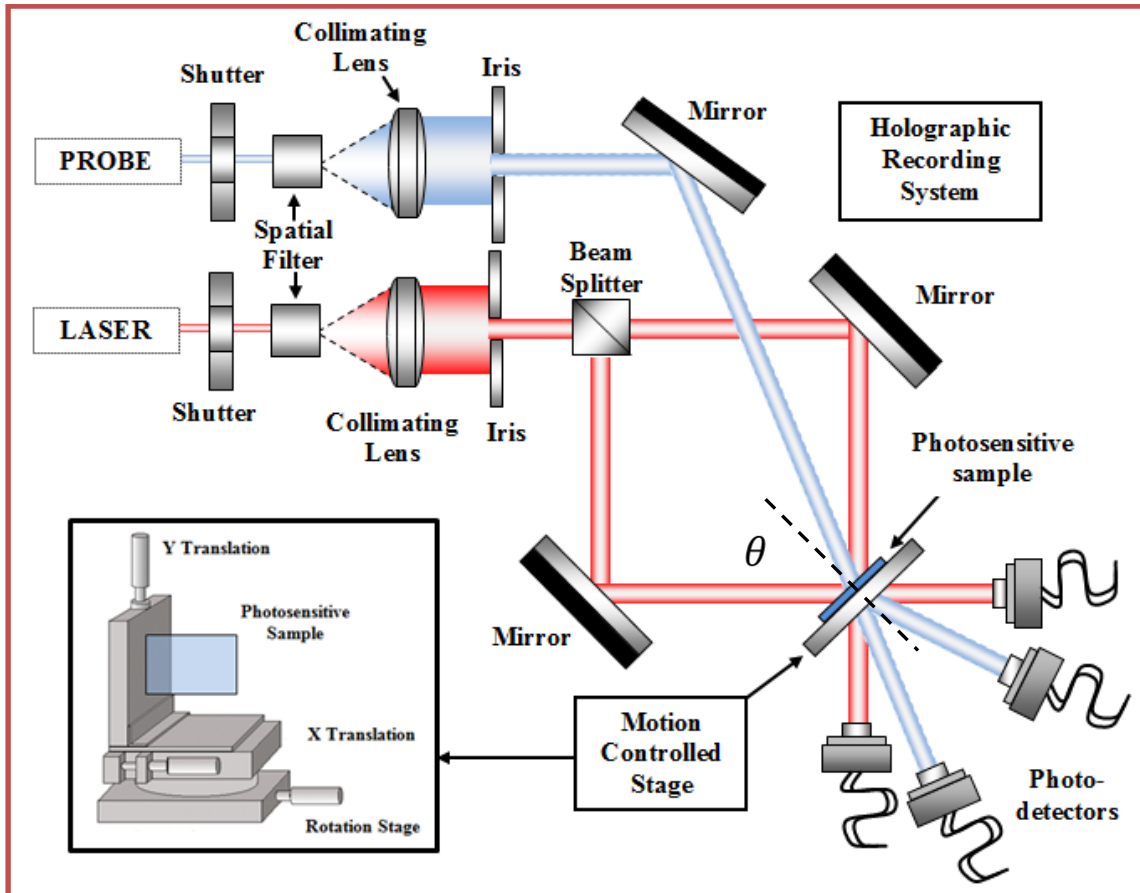 Collimating
Lens
Iris
Shutter
Mirror
Holographic
Recording
System
PROBE
Spatial
Filter
Beam
Splitter
Mirror
LASER
Shutter
Collimating
Lens
Iris
Photosensitive
sample
θ
Y Translation
Photosensitive
Sample
X Translation
Rotation Stage
Mirror
Motion
Controlled
Stage
Photo-
detectors